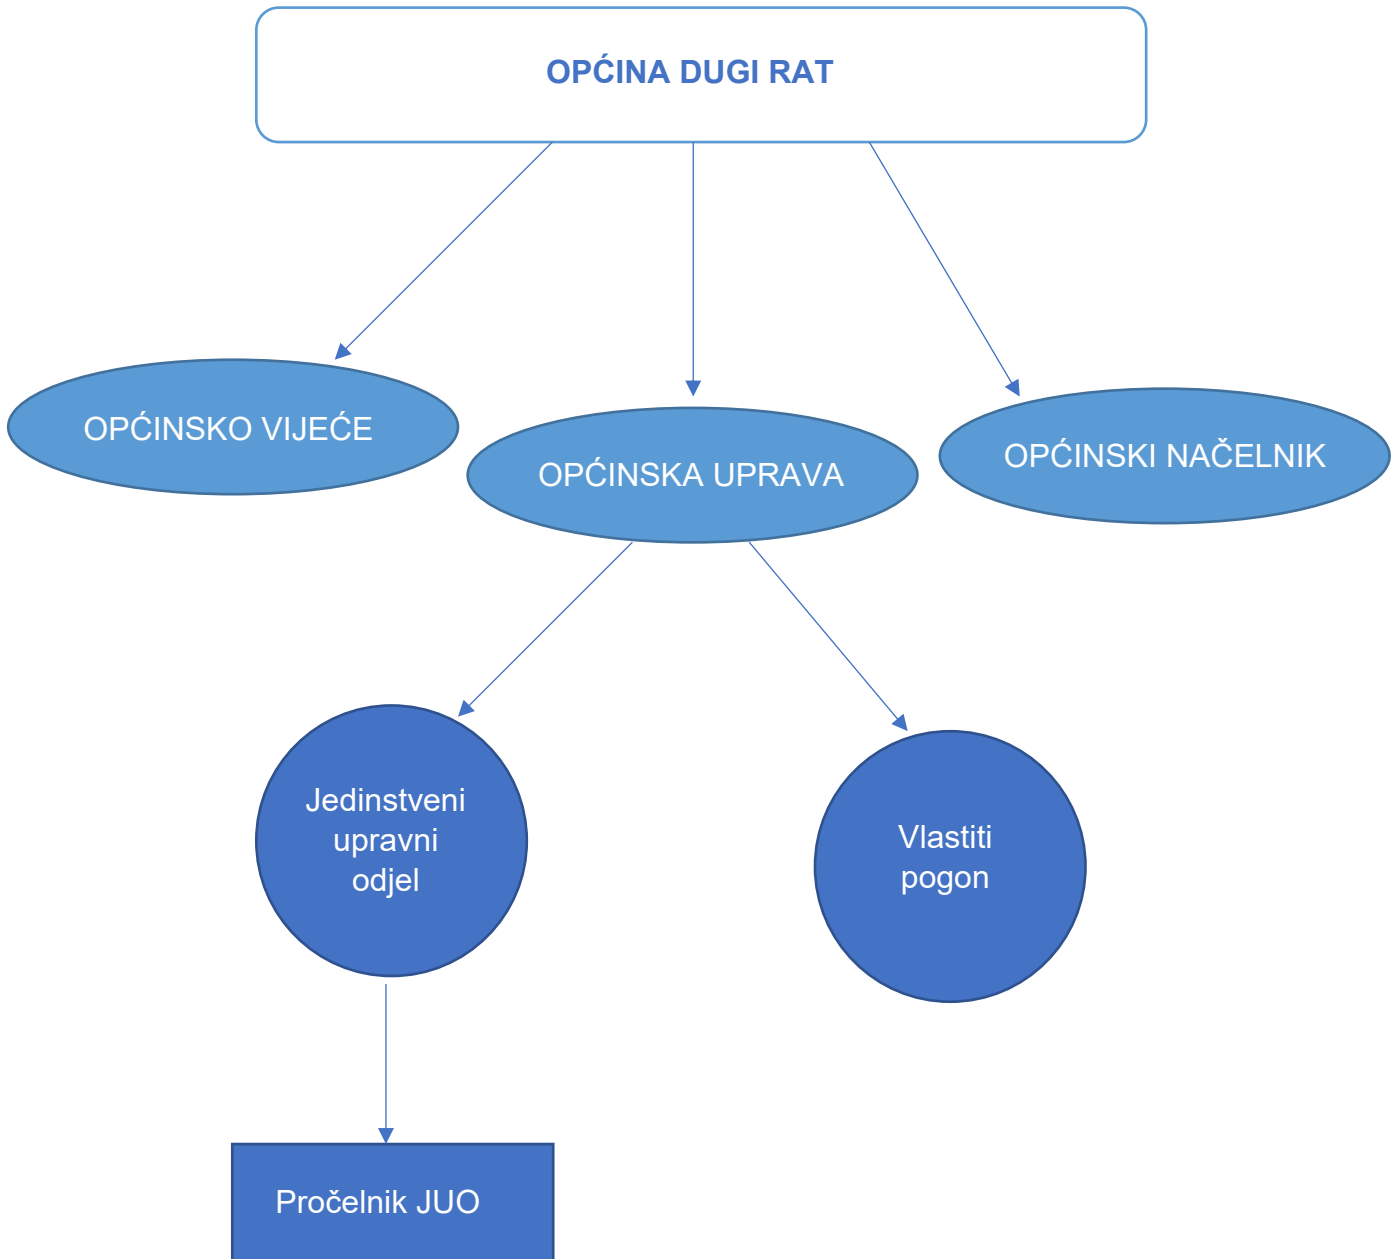 OPĆINA DUGI RAT
OPĆINSKO VIJEĆE
OPĆINSKA UPRAVA
OPĆINSKI NAČELNIK
Jedinstveni
upravni
odjel
Vlastiti
pogon
Pročelnik JUO